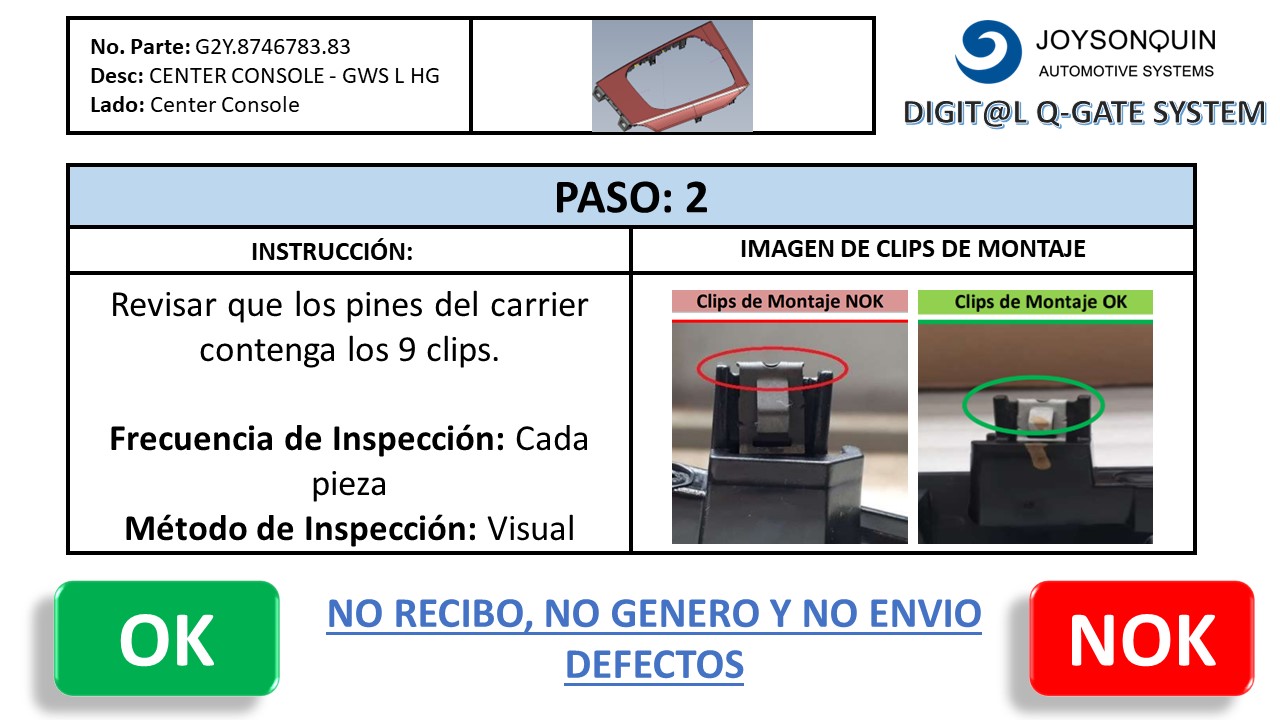 No. Parte: G2Y.8746783.83
Desc: CENTER CONSOLE - GWS L HG
Lado: Center Console
JOYSONQUIN
AUTOMOTIVE SYSTEMS
DIGIT@L Q-GATE SYSTEM
PASO: 2
INSTRUCCIÓN:
IMAGEN DE CLIPS DE MONTAJE
Revisar que los pines del carrier
contenga los 9 clips.
Frecuencia de Inspección: Cada
pieza
Método de Inspección: Visual
Clips de Montaje NOK
Clips de Montaje OK
OK
NO RECIBO, NO GENERO Y NO ENVIO
DEFECTOS
NOK